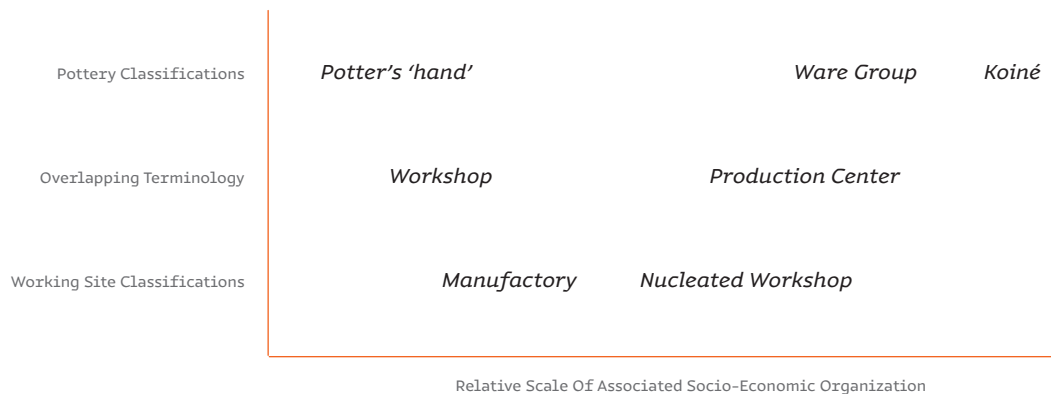 Pottery Classifications Potter's ‘hand’ Ware Group Koiné
Overlapping Terminology Workshop Production Center
Working Site Classifications Manufactory Nucleated Workshop
Relative Scale Of Associated Socio-Economic Organization